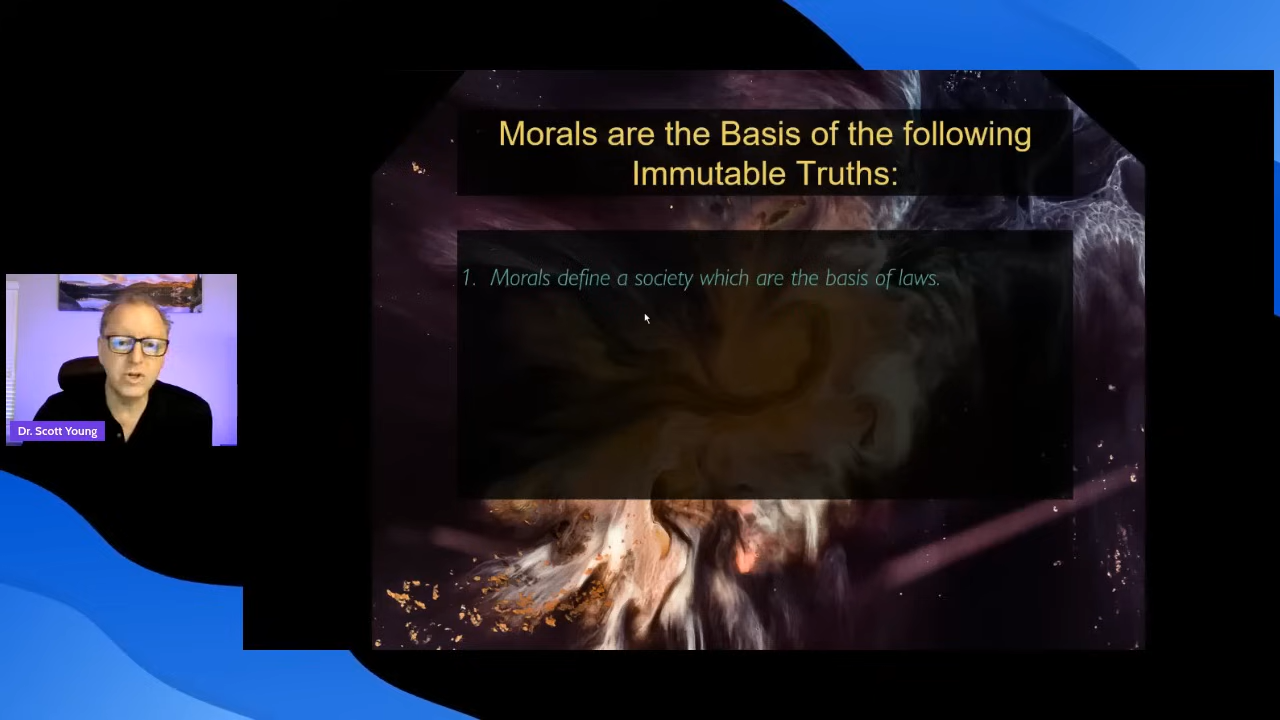 Morals are the Basis of the following
Immutable Truths:
1. Morals define a society which are the basis of laws.
Dr. Scott Young